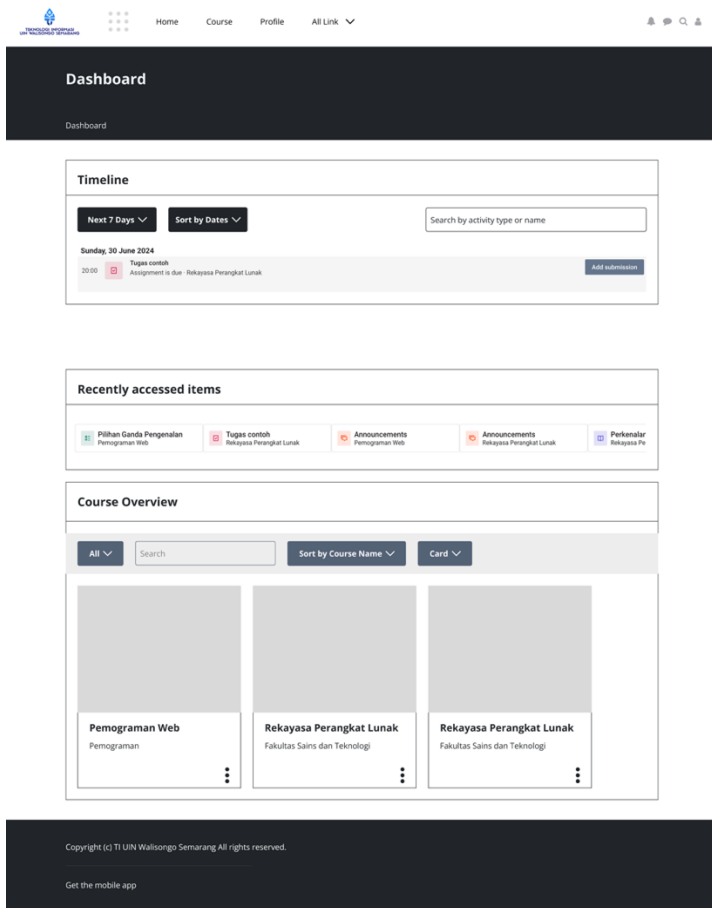 TEKNOLOGI INFORMASI
UIN WALISONGO SEMARANG
Home
Course
Profile
All Link
Dashboard
Dashboard
Timeline
Next 7 Days
Sort by Dates
Search by activity type or name
Sunday, 30 June 2024
20:00
Tugas contoh
Assignment is due · Rekayasa Perangkat Lunak
Add submission
Recently accessed items
Pilihan Ganda Pengenalan
Pemograman Web
Tugas contoh
Rekayasa Perangkat Lunak
Announcements
Pemograman Web
Announcements
Rekayasa Perangkat Lunak
Perkenalar
Rekayasa Pe
Course Overview
All
Search
Sort by Course Name
Card
Pemograman Web
Pemograman
Rekayasa Perangkat Lunak
Fakultas Sains dan Teknologi
Rekayasa Perangkat Lunak
Fakultas Sains dan Teknologi
Copyright (c) TI UIN Walisongo Semarang All rights reserved.
Get the mobile app